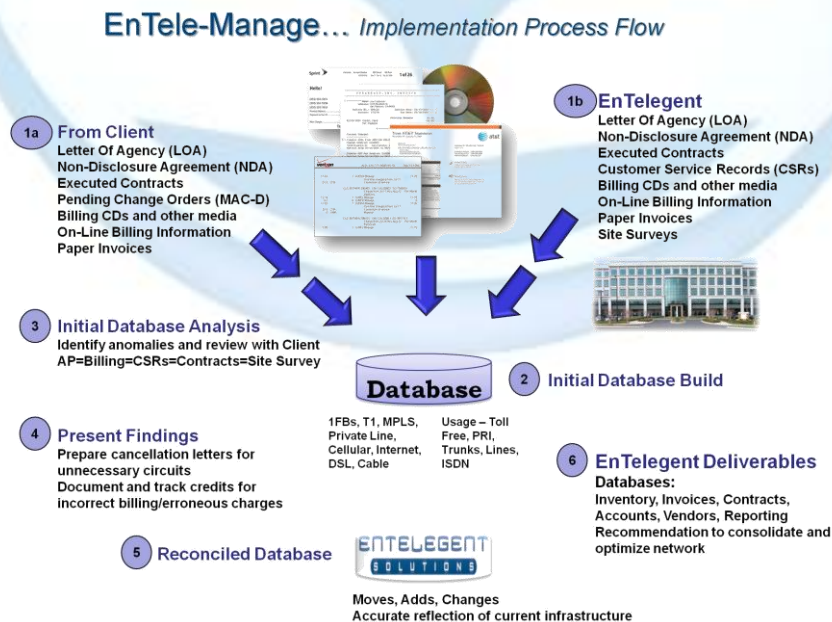 EnTele-Manage... Implementation Process Flow
1a
From Client
Letter Of Agency (LOA)
Non-Disclosure Agreement (NDA)
Executed Contracts
Pending Change Orders (MAC-D)
Billing CDs and other media
On-Line Billing Information
Paper Invoices
Sprint
Hello!
1 of 26
at&t
1b
EnTelegent
Letter Of Agency (LOA)
Non-Disclosure Agreement (NDA)
Executed Contracts
Customer Service Records (CSRs)
Billing CDs and other media
On-Line Billing Information
Paper Invoices
Site Surveys
3
Initial Database Analysis
Identify anomalies and review with Client
AP=Billing=CSRs=Contracts=Site Survey
Database
2
Initial Database Build
1FBs, T1, MPLS,
Private Line,
Cellular, Internet,
DSL, Cable
Usage – Toll
Free, PRI,
Trunks, Lines,
ISDN
4
Present Findings
Prepare cancellation letters for
unnecessary circuits
Document and track credits for
incorrect billing/erroneous charges
6
EnTelegent Deliverables
Databases:
Inventory, Invoices, Contracts,
Accounts, Vendors, Reporting
Recommendation to consolidate and
optimize network
5
Reconciled Database
ENTELEGENT
SOLUTIONS
Moves, Adds, Changes
Accurate reflection of current infrastructure